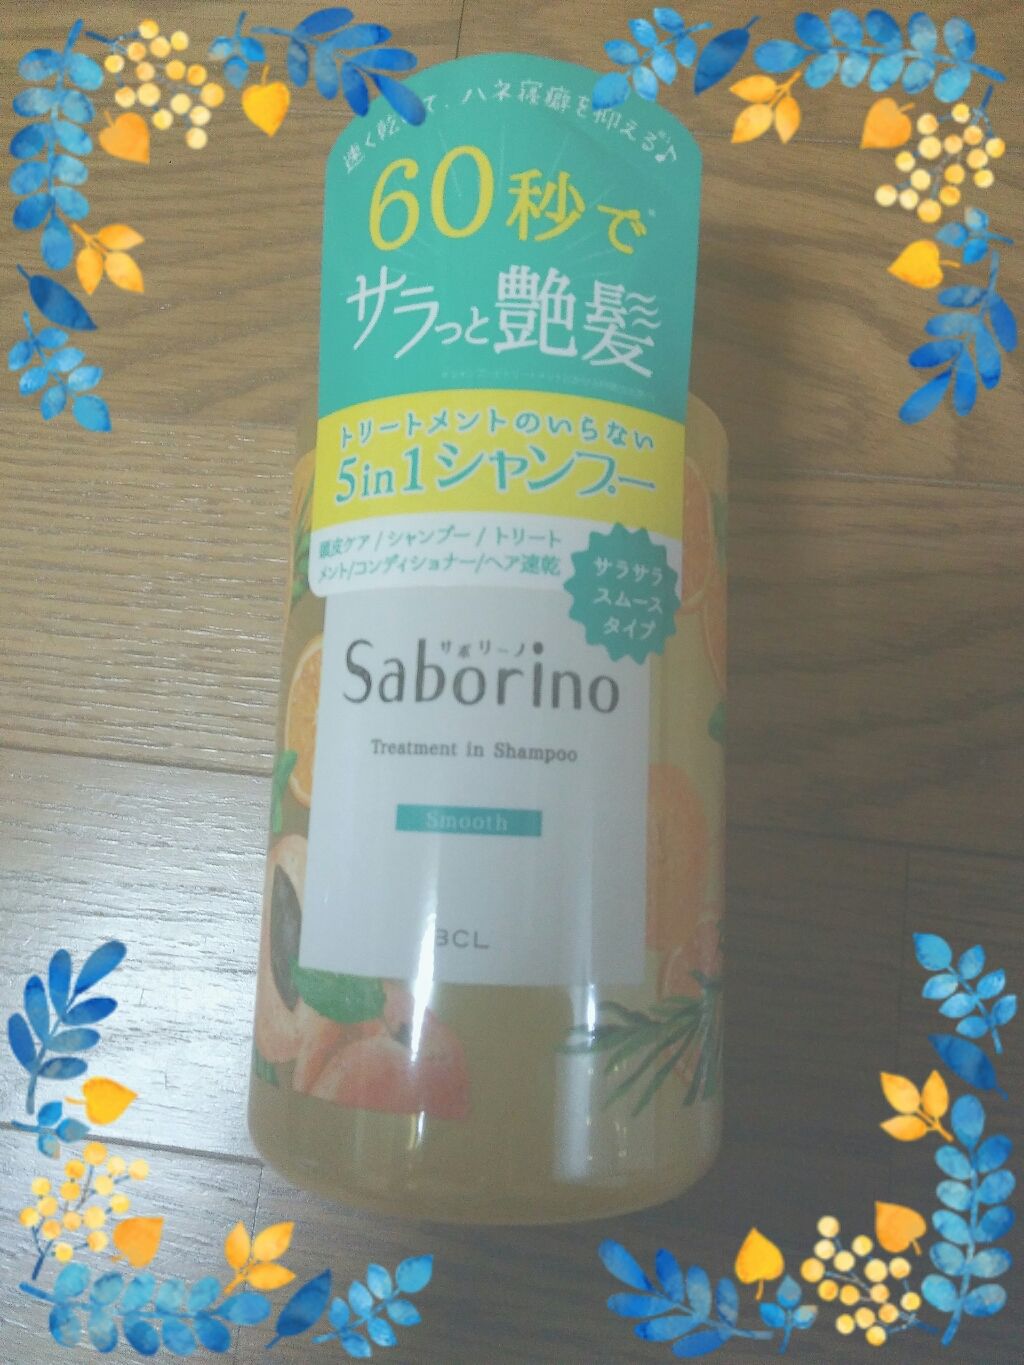 速く乾いて、ハネ寝癖を抑える♪
60秒で
サラっと艶髪
トリートメントのいらない
5in1シャンプー
頭皮ケア/シャンプー/トリート
メント/コンディショナー/ヘア速乾
サラサラ
スムース
タイプ
サボリーノ
Saborino
Treatment in Shampoo
Smooth
BCL